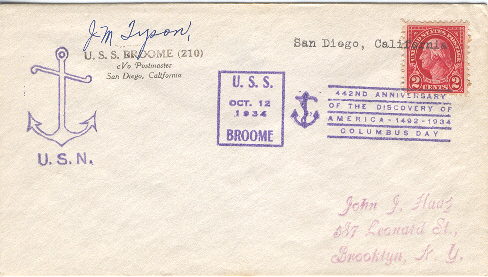 J.M. Tyson,
U. S. S. BROOME (210)
c/o Postmaster
San Diego, California
U.S.N.
San Diego, California
U. S. S.
OCT. 12
1934
BROOME
442ND ANNIVERSARY
OF THE DISCOVERY OF
AMERICA-1492-1934
COLUMBUS DAY
2 CENTS 2
John J. Haas
587 Leonard St.,
Brooklyn, N. Y.